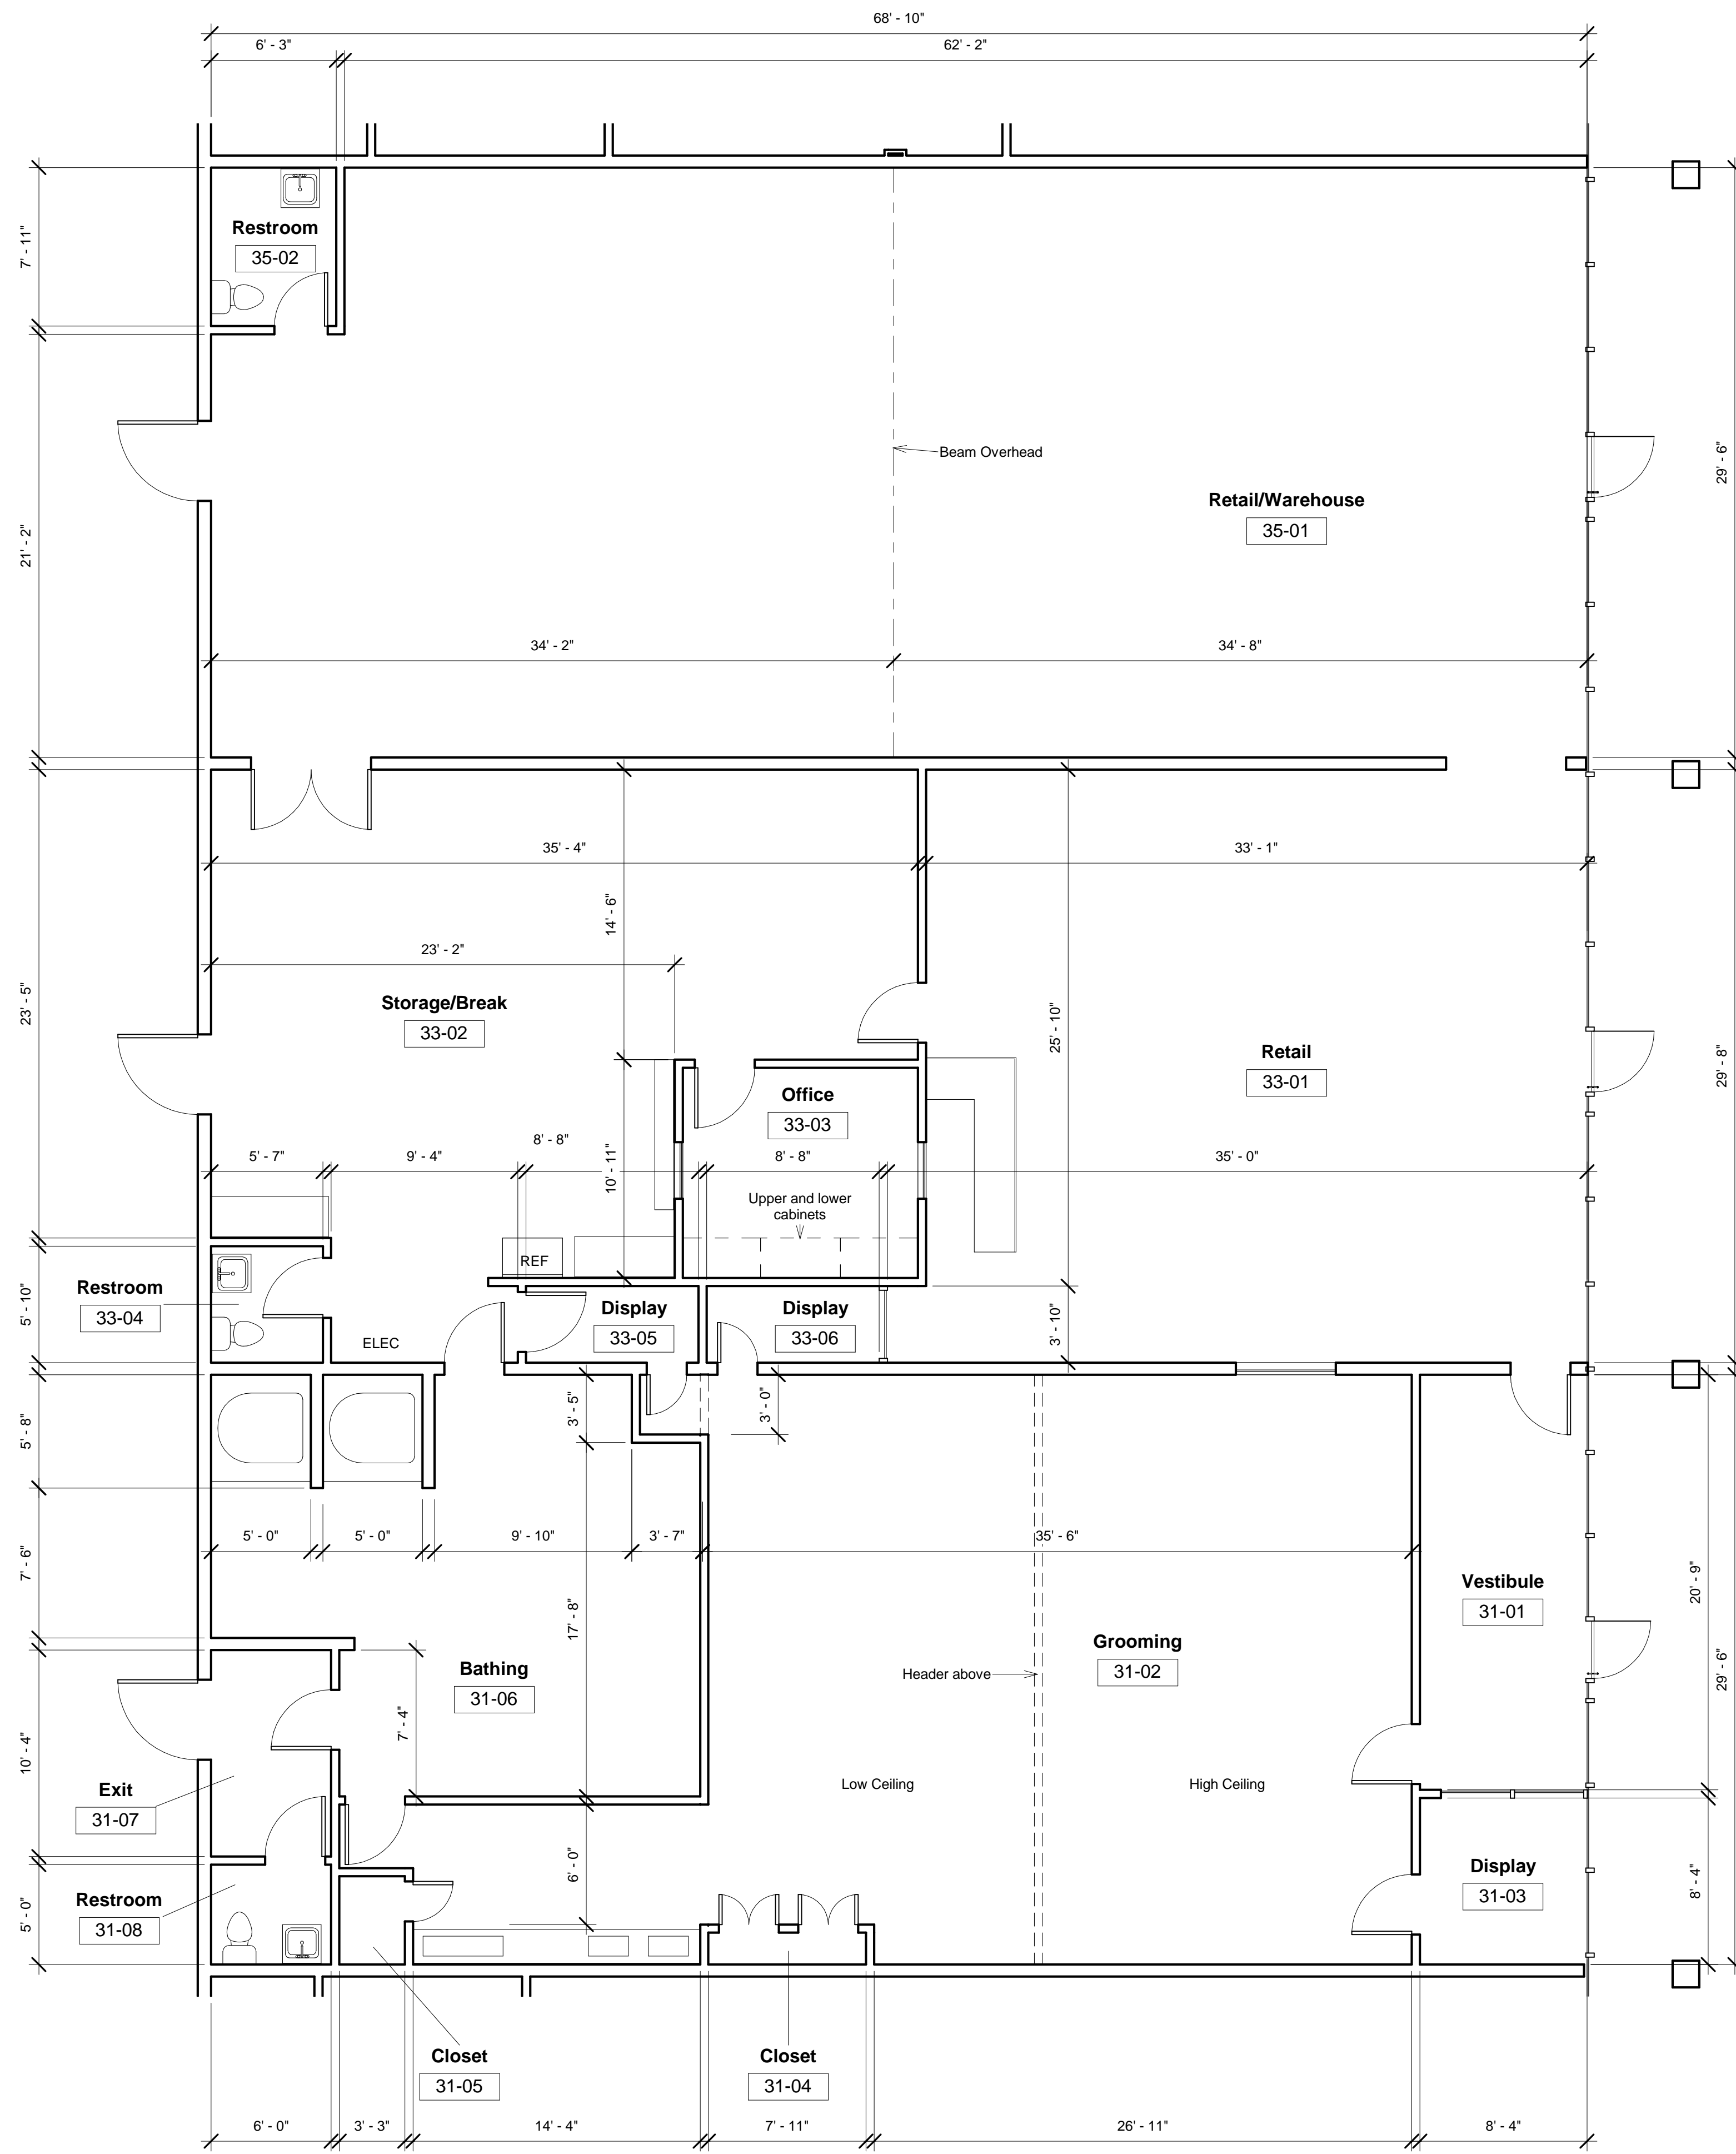 68' - 10"
6' - 3"
62' - 2"
Restroom
35-02
7' - 11"
Beam Overhead
29' - 6"
Retail/Warehouse
35-01
21' - 2"
34' - 2"
34' - 8"
35' - 4"
33' - 1"
14' - 6"
23' - 2"
23' - 5"
Storage/Break
33-02
25' - 10"
Retail
33-01
29' - 8"
Office
33-03
8' - 8"
5' - 7"
9' - 4"
10' - 11"
8' - 8"
35' - 0"
Upper and lower
cabinets
REF
Restroom
33-04
5' - 10"
ELEC
Display
33-05
Display
33-06
3' - 10"
3' - 5"
3' - 0"
5' - 8"
5' - 0"
5' - 0"
9' - 10"
3' - 7"
35' - 6"
7' - 6"
Vestibule
31-01
20' - 9"
17' - 8"
Grooming
31-02
Header above
29' - 6"
Bathing
31-06
7' - 4"
10' - 4"
Low Ceiling
High Ceiling
Exit
31-07
6' - 0"
Display
31-03
8' - 4"
Restroom
31-08
5' - 0"
Closet
31-05
Closet
31-04
6' - 0"
3' - 3"
14' - 4"
7' - 11"
26' - 11"
8' - 4"